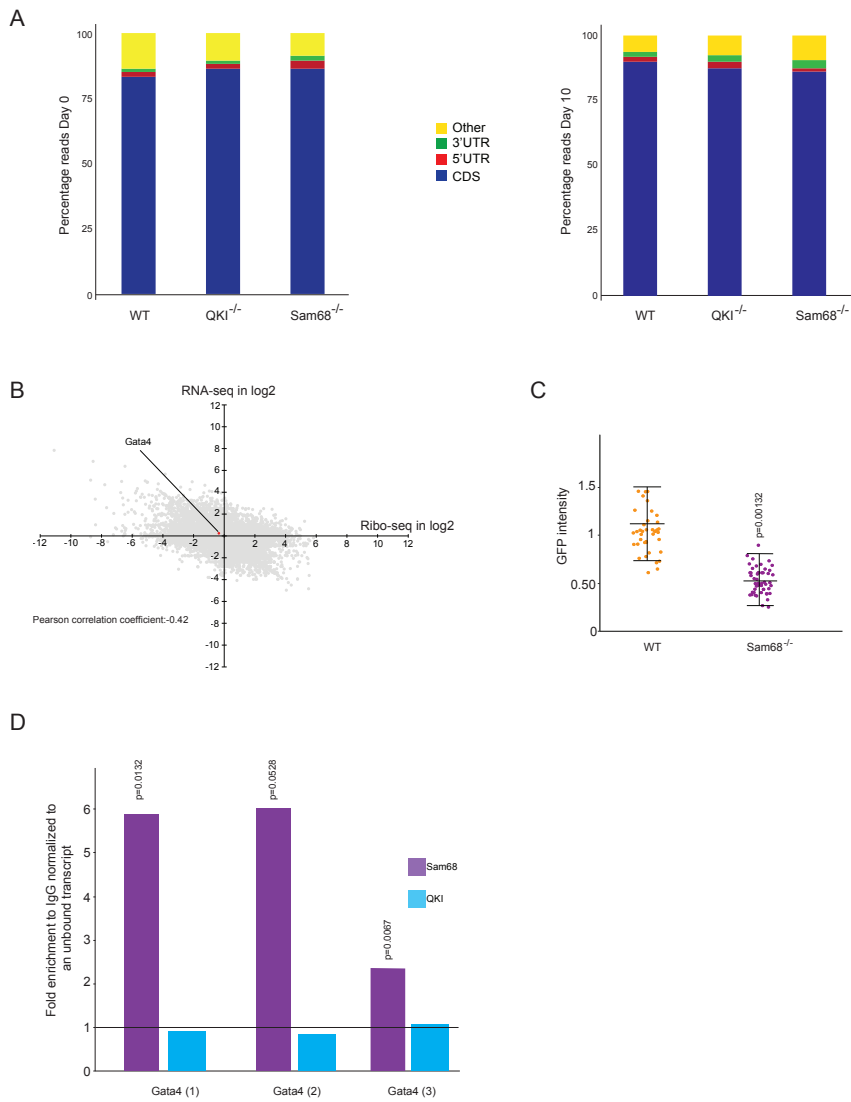 A
Percentage reads Day 0
100
75
50
25
0
WT
QKI-/-
Sam68-/-
Other
3'UTR
5'UTR
CDS
Percentage reads Day 10
100
75
50
25
0
WT
QKI-/-
Sam68-/-
B
RNA-seq in log2
12
10
8
6
4
2
-2
-4
-6
-8
-10
-12
Gata4
Ribo-seq in log2
-12 -10 -8 -6 -4 -2 0 2 4 6 8 10 12
Pearson correlation coefficient:-0.42
C
GFP intensity
1.5
1
0.50
0
p=0.00132
WT
Sam68-/-
D
Fold enrichment to IgG normalized to
an unbound transcript
6
5
4
3
2
1
0
p=0.0132
p=0.0528
p=0.0067
Sam68
QKI
Gata4 (1)
Gata4 (2)
Gata4 (3)